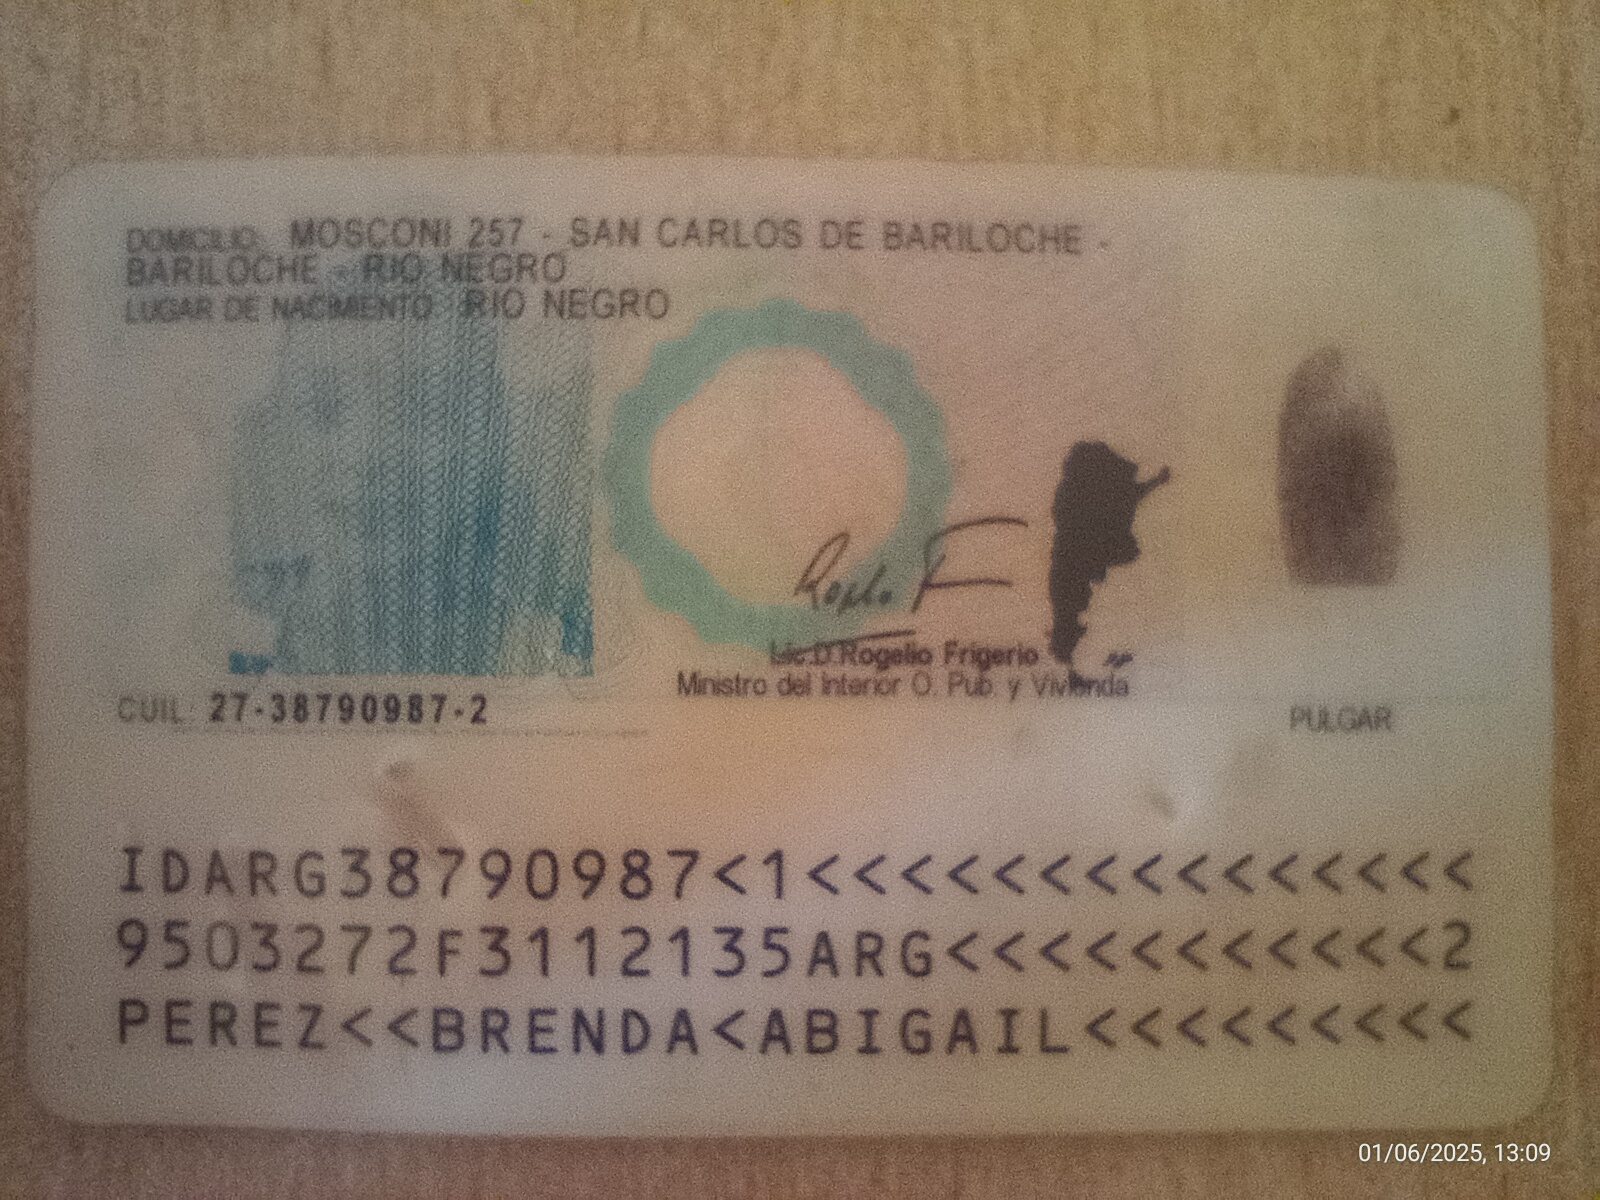 DOMICILIO: MOSCONI 257 - SAN CARLOS DE BARILOCHE -
BARILOCHE - RIO NEGRO
LUGAR DE NACIMIENTO: RIO NEGRO
Lic.D.Rogelio Frigerio
Ministro del Interior O. Pub. y Vivienda
CUIL: 27-38790987-2
PULGAR
IDARG38790987<1<<<<<<<<<<<<<<<
9503272F3112135ARG<<<<<<<<<<<2
PEREZ<<BRENDA<ABIGAIL<<<<<<<<<
01/06/2025, 13:09